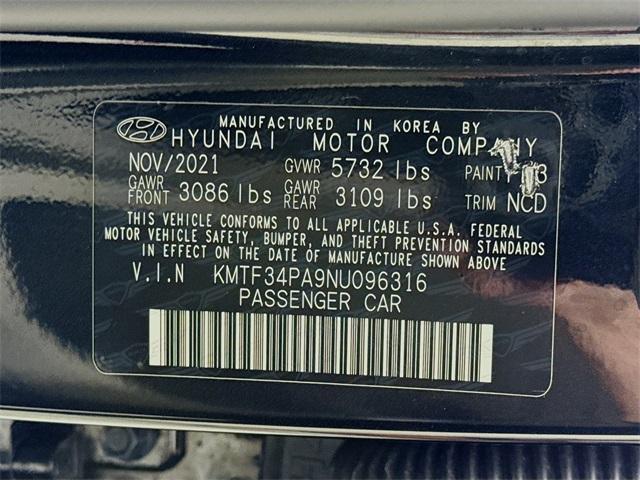 MANUFACTURED IN KOREA BY
HYUNDAI MOTOR COMPANY
NOV/2021 GVWR 5732 lbs PAINT
GAWR FRONT 3086 lbs GAWR REAR 3109 lbs TRIM NCD
THIS VEHICLE CONFORMS TO ALL APPLICABLE U.S.A. FEDERAL
MOTOR VEHICLE SAFETY, BUMPER, AND THEFT PREVENTION STANDARDS
IN EFFECT ON THE DATE OF MANUFACTURE SHOWN ABOVE
V.I.N KMTF34PA9NU096316
PASSENGER CAR